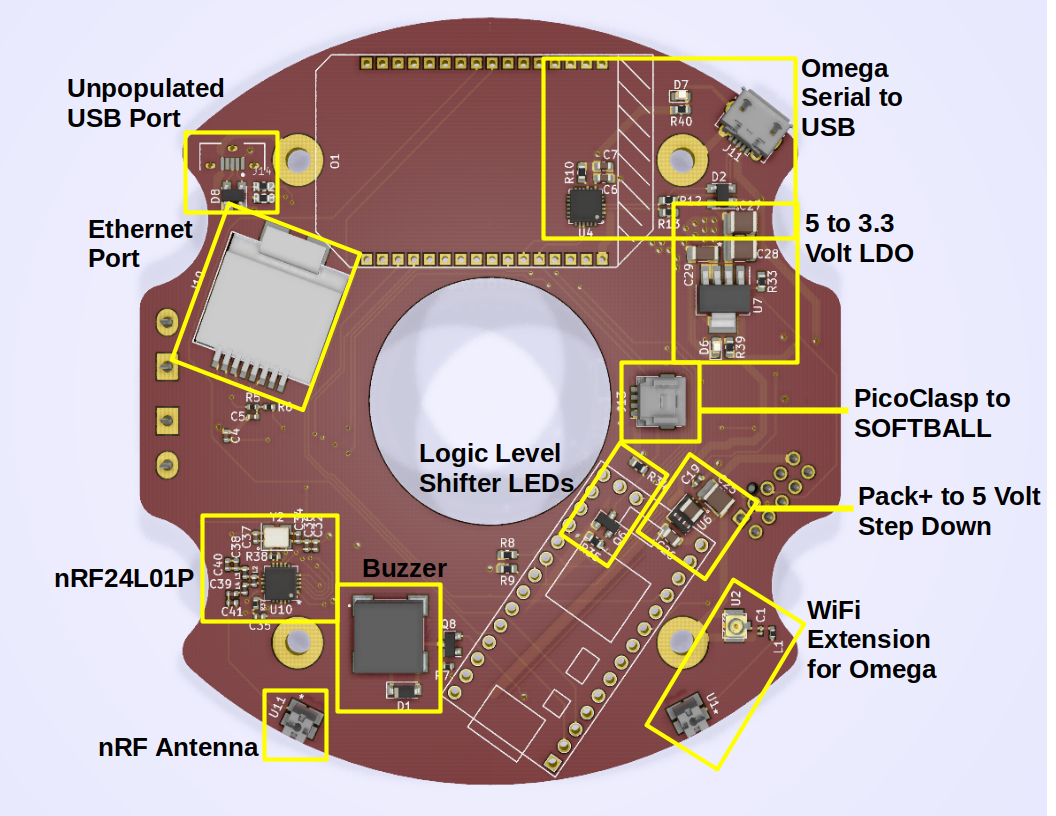 Unpopulated
USB Port
Omega
Serial to
USB
D7
R40
J11
O1
J14
D8
R10
C7
C6
U4
D2
R12
R13
C27
Ethernet
Port
5 to 3.3
Volt LDO
C28
C29
R33
U7
D6
R39
R5
R6
C5
C4
PicoClasp to
SOFTBALL
Logic Level
Shifter LEDs
C19
U6
Pack+ to 5 Volt
Step Down
C37
C38
C40
R38
C39
C41
U10
C35
nRF24L01P
R8
R9
Buzzer
Q8
R7
D1
U2
C1
L1
WiFi
Extension
for Omega
U11
*
U1
*
nRF Antenna